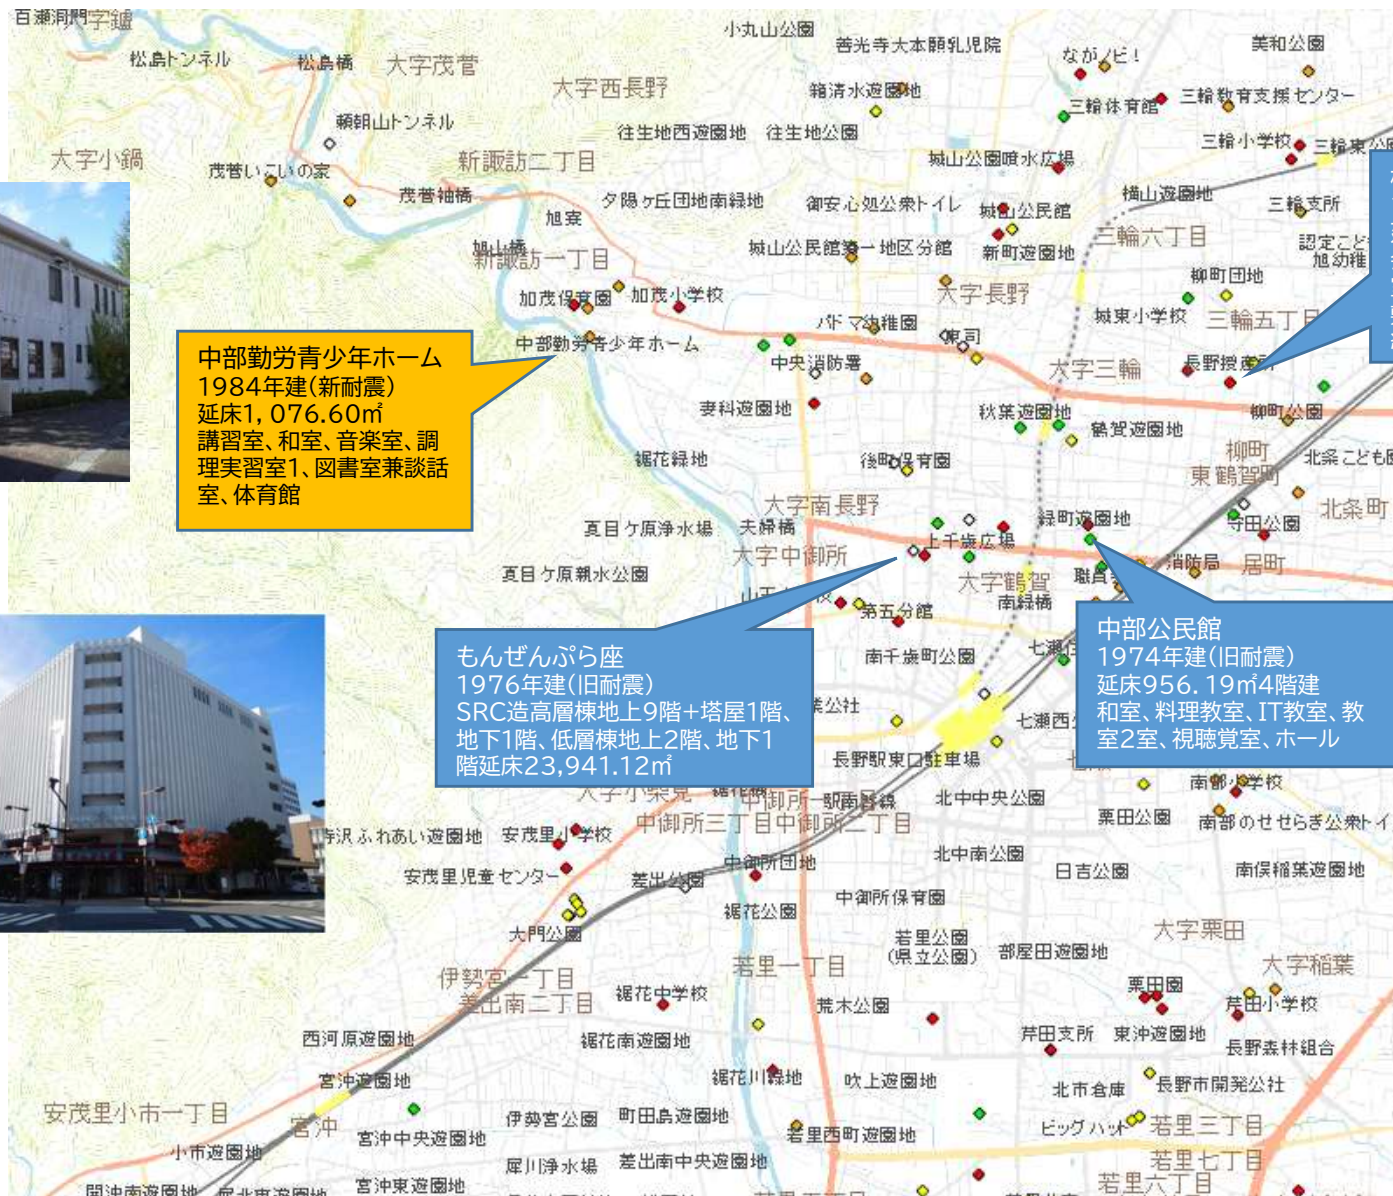 百瀬洞門
字鑪
小丸山公園
善光寺大本願乳児院
ながノビ!
美和公園
松島トンネル
松島橋
大字茂菅
大字西長野
箱清水遊園地
三輪体育館
三輪教育支援センター
頼朝山トンネル
往生地西遊園地
往生地公園
三輪小学校
大字小鍋
茂菅いこいの家
新諏訪二丁目
城山公園噴水広場
茂菅袖橋
夕陽ヶ丘団地南緑地
御安心処公衆トイレ
城山公民館
横山遊園地
三輪支所
旭寮
旭山橋
新諏訪一丁目
城山公民館第一地区分館
新町遊園地
三輪六丁目
柳町団地
加茂保育園
加茂小学校
大字長野
中部勤労青少年ホーム
パドマ幼稚園
城東小学校
三輪五丁目
中央消防署
大字三輪
長野授産所
中部勤労青少年ホーム
1984年建(新耐震)
延床1,076.60㎡
講習室、和室、音楽室、調
理実習室1、図書室兼談話
室、体育館
妻科遊園地
秋葉遊園地
鶴賀遊園地
柳町公園
裾花緑地
後町保育園
柳町
東鶴賀町
大字南長野
北条町
夏目ケ原浄水場
夫婦橋
上千歳広場
緑町遊園地
寺田公園
大字中御所
消防局
居町
夏目ケ原親水公園
大字鶴賀
南緑橋
第五分館
もんぜんぷら座
1976年建(旧耐震)
SRC造高層棟地上9階+塔屋1階、
地下1階、低層棟地上2階、地下1
階延床23,941.12㎡
南千歳町公園
中部公民館
1974年建(旧耐震)
延床956.19㎡4階建
和室、料理教室、IT教室、教
室2室、視聴覚室、ホール
長野駅東口駐車場
北中中央公園
南部小学校
中御所三丁目
中御所二丁目
栗田公園
安茂里小学校
北中南公園
安茂里児童センター
差出公園
中御所団地
日吉公園
南俣稲葉遊園地
中御所保育園
裾花公園
大門公園
若里公園
(県立公園)
部屋田遊園地
大字栗田
伊勢宮一丁目
若里一丁目
大字稲葉
差出南二丁目
裾花中学校
荒木公園
栗田園
芹田小学校
西河原遊園地
裾花南遊園地
芹田支所
東沖遊園地
長野森林組合
宮沖遊園地
裾花川緑地
吹上遊園地
北市倉庫
長野市開発公社
安茂里小市一丁目
宮沖
宮沖中央遊園地
伊勢宮公園
町田島遊園地
若里西町遊園地
ビッグハット
若里三丁目
小市遊園地
犀川浄水場
差出南中央遊園地
若里七丁目
宮沖東遊園地
若里六丁目